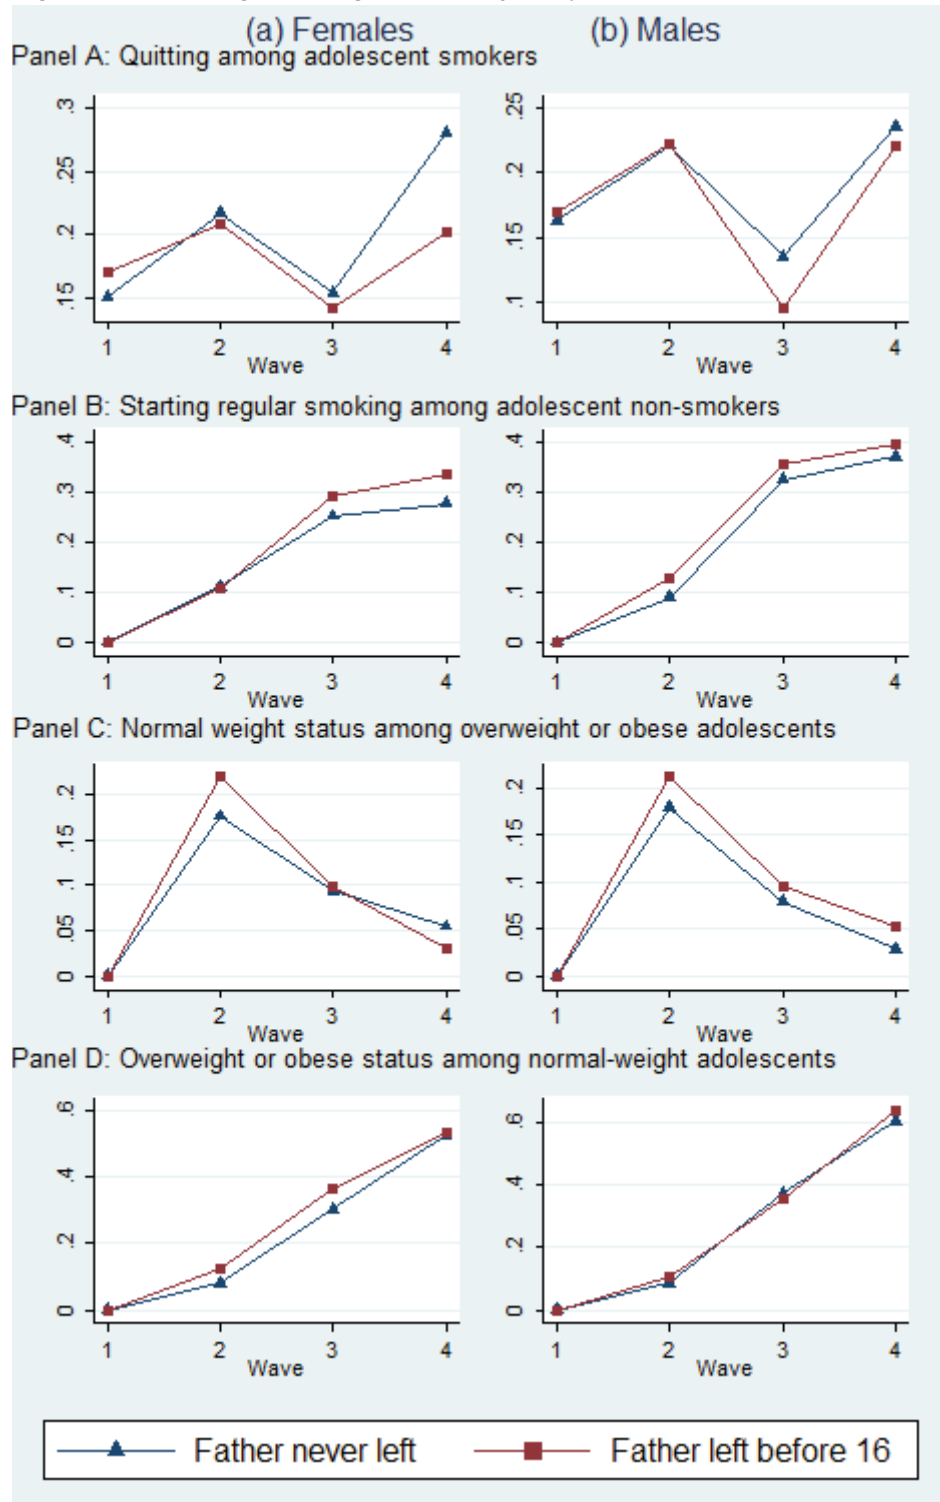 (a) Females (b) Males
Panel A: Quitting among adolescent smokers
.3 .25
.25 .2
.2 .15
.15 .1
1 2 3 4 1 2 3 4
Wave Wave
Panel B: Starting regular smoking among adolescent non-smokers
.4 .4
.3 .3
.2 .2
.1 .1
0 0
1 2 3 4 1 2 3 4
Wave Wave
Panel C: Normal weight status among overweight or obese adolescents
.2 .2
.15 .15
.1 .1
.05 .05
0 0
1 2 3 4 1 2 3 4
Wave Wave
Panel D: Overweight or obese status among normal-weight adolescents
.6 .6
.4 .4
.2 .2
0 0
1 2 3 4 1 2 3 4
Wave Wave
Father never left Father left before 16